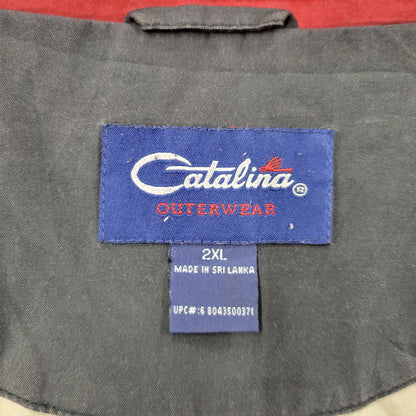 Catalina ®
OUTERWEAR
2XL
MADE IN SRI LANKA
UPC#:6 8043500371